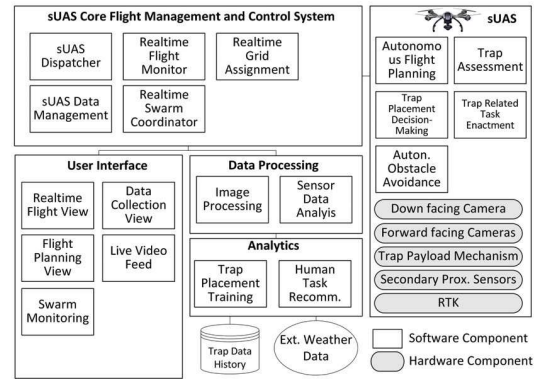 sUAS Core Flight Management and Control System
sUAS
Dispatcher
Realtime
Flight
Monitor
Realtime
Grid
Assignment
sUAS Data
Management
Realtime
Swarm
Coordinator
sUAS
Autonomo
us Flight
Planning
Trap
Assessment
Trap
Placement
Decision-
Making
Trap Related
Task
Enactment
Auton.
Obstacle
Avoidance
Down facing Camera
Forward facing Cameras
Trap Payload Mechanism
Secondary Prox. Sensors
RTK
User Interface
Realtime
Flight View
Data
Collection
View
Flight
Planning
View
Live Video
Feed
Swarm
Monitoring
Data Processing
Image
Processing
Sensor
Data
Analyis
Analytics
Trap
Placement
Training
Human
Task
Recomm.
Trap Data
History
Ext. Weather
Data
Software Component
Hardware Component